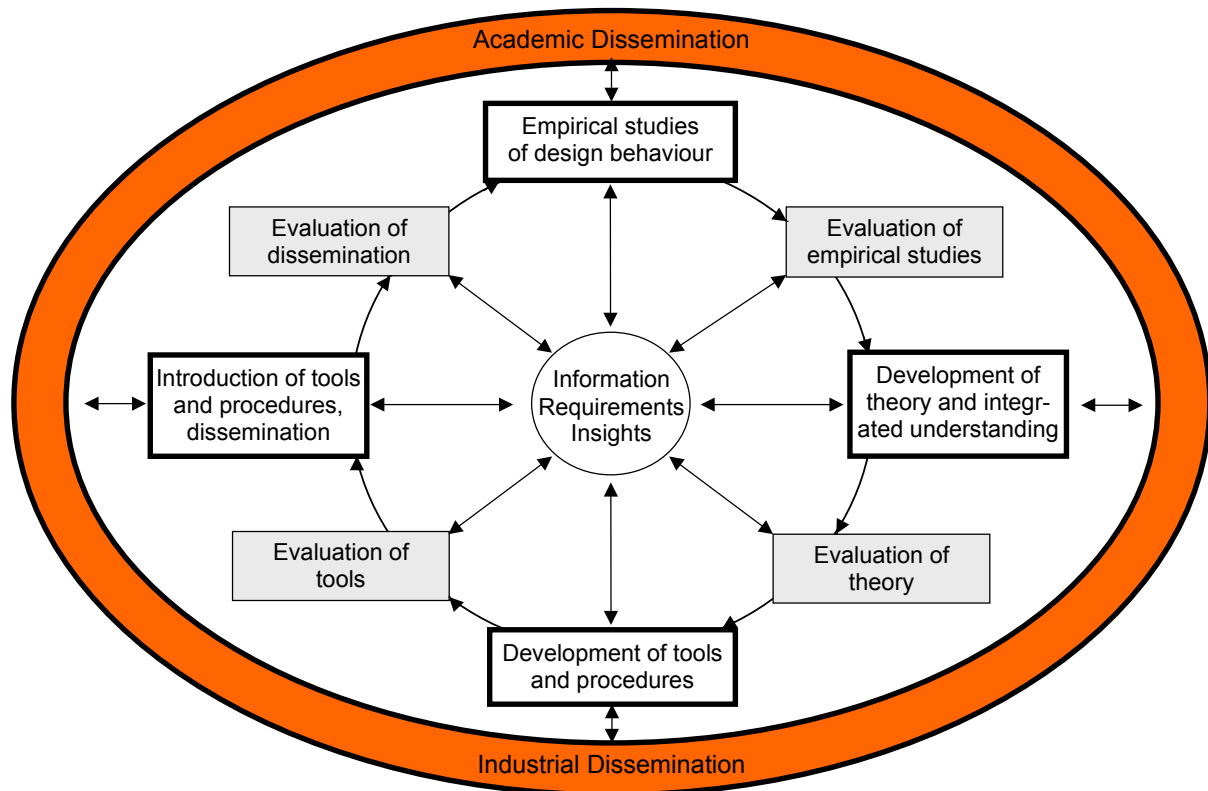 Academic Dissemination
Empirical studies
of design behaviour
Evaluation of
dissemination
Evaluation of
empirical studies
Introduction of tools
and procedures,
dissemination
Information
Requirements
Insights
Development of
theory and integr-
ated understanding
Evaluation of
tools
Evaluation of
theory
Development of tools
and procedures
Industrial Dissemination